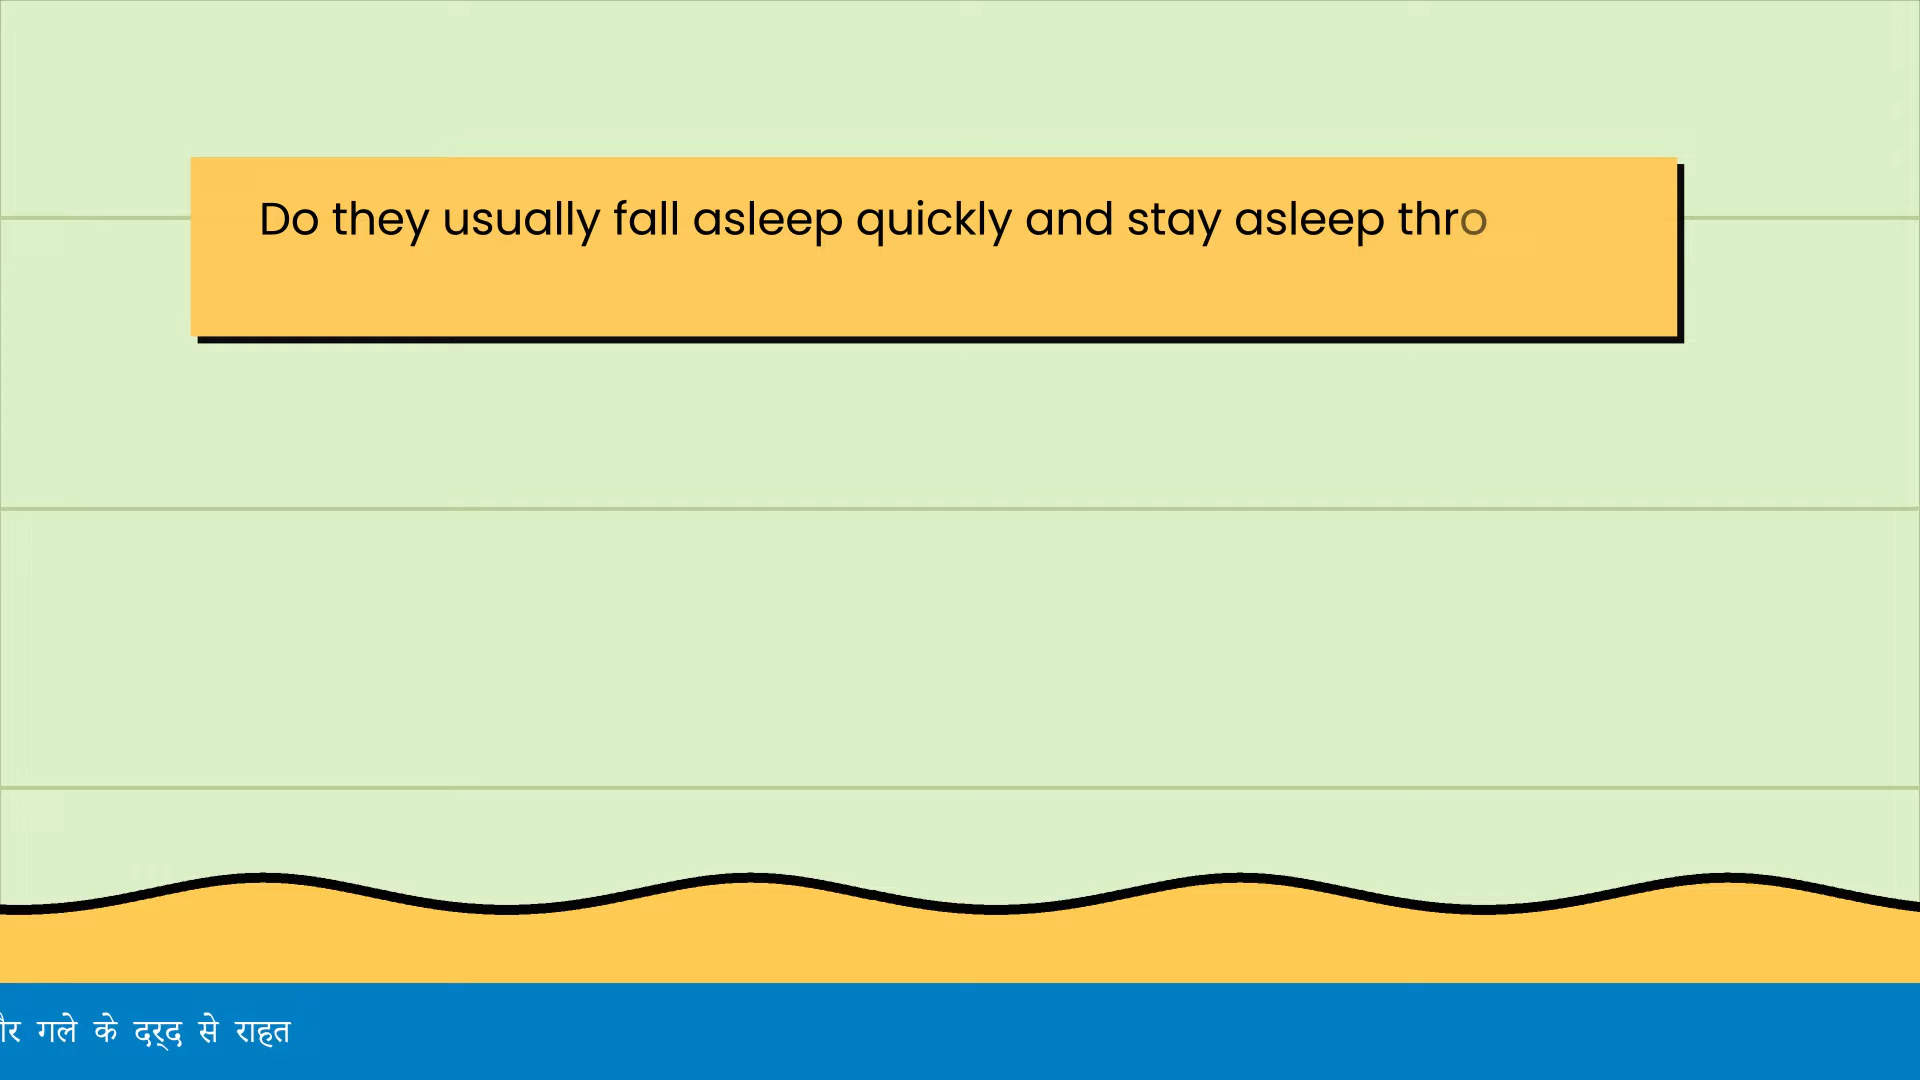 Do they usually fall asleep quickly and stay asleep thro
गले के दर्द से राहत